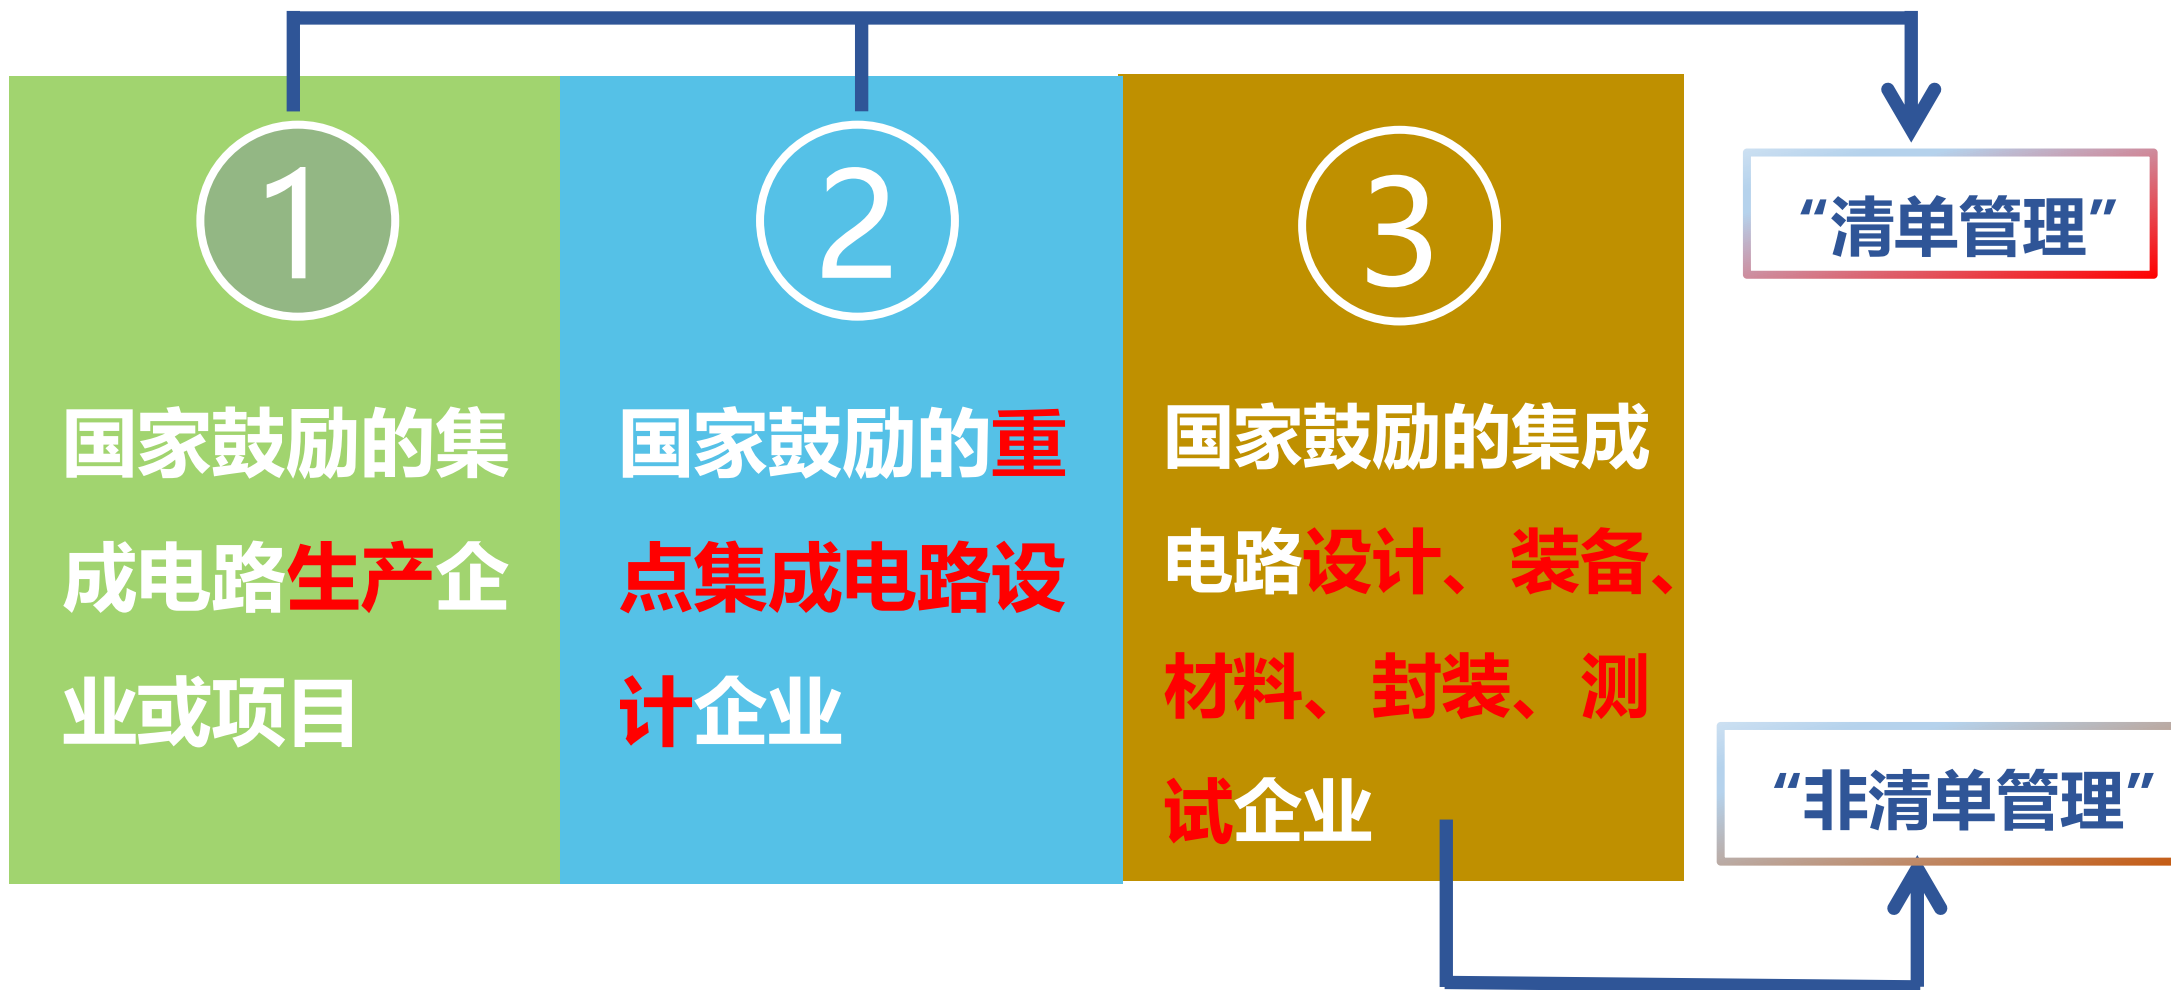 1
国家鼓励的集
成电路生产企
业或项目
2
国家鼓励的重
点集成电路设
计企业
3
国家鼓励的集成
电路设计、装备、
材料、封装、测
试企业
“清单管理”
“非清单管理”